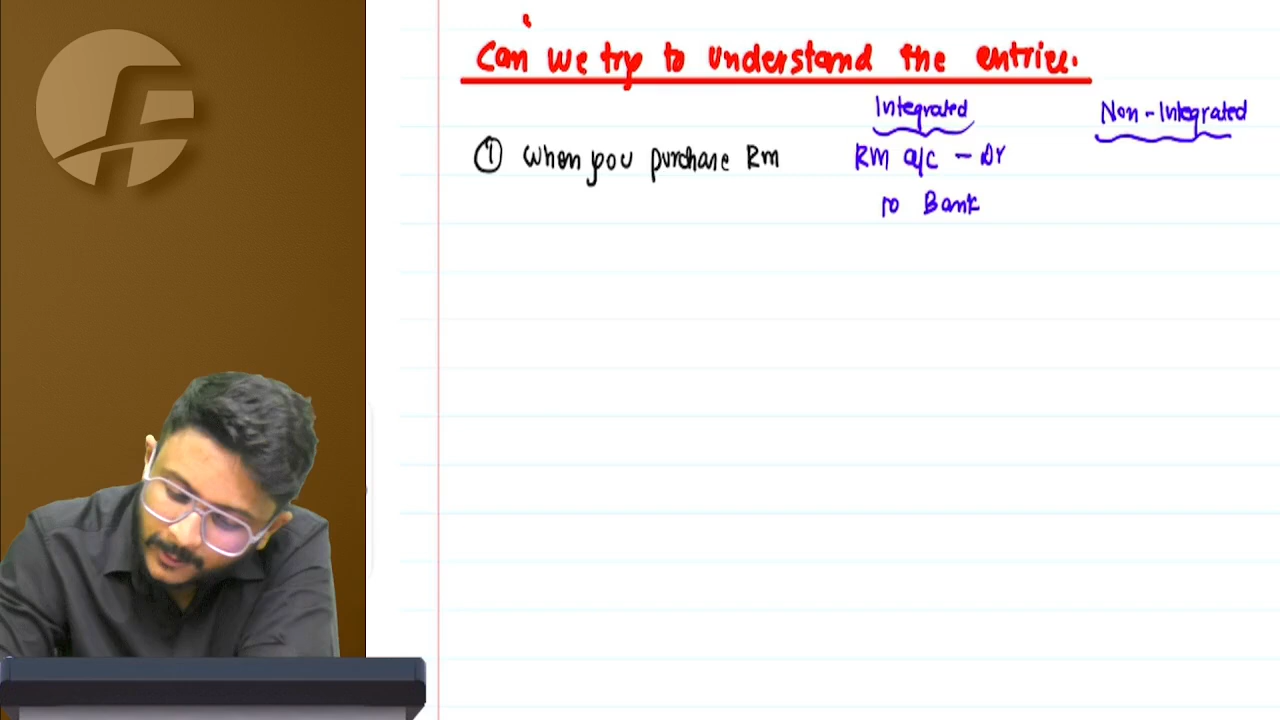 Can we try to understand the entries.
Integrated
Non-Integrated
① When you purchase Rm
RM a/c - Dr
to Bank